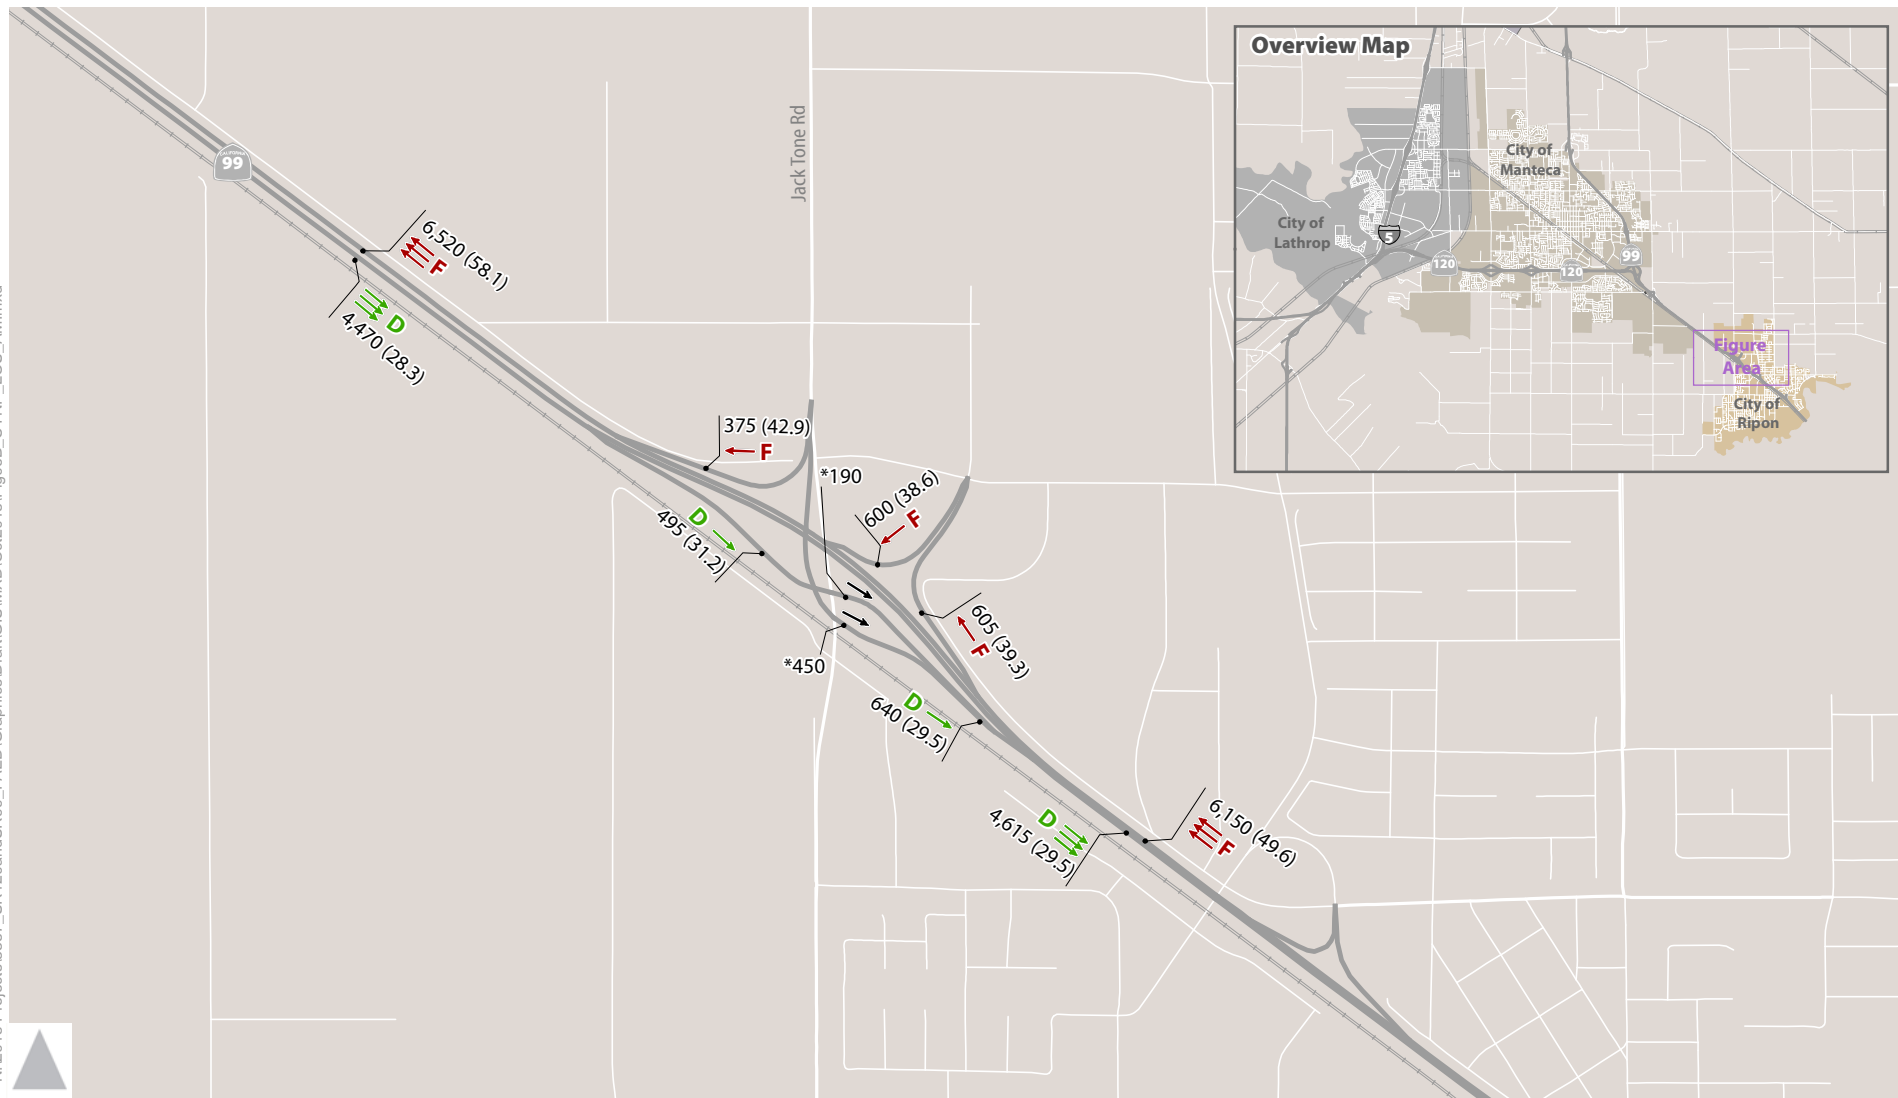 CALIFORNIA
99
Jack Tone Rd
6,520 (58.1)
F
D
4,470 (28.3)
375 (42.9)
F
*190
600 (38.6)
F
D
495 (31.2)
605 (39.3)
F
*450
D
640 (29.5)
D
4,615 (29.5)
6,150 (49.6)
F
Overview Map
City of
Manteca
City of
Lathrop
5
120
120
99
Figure
Area
City of
Ripon